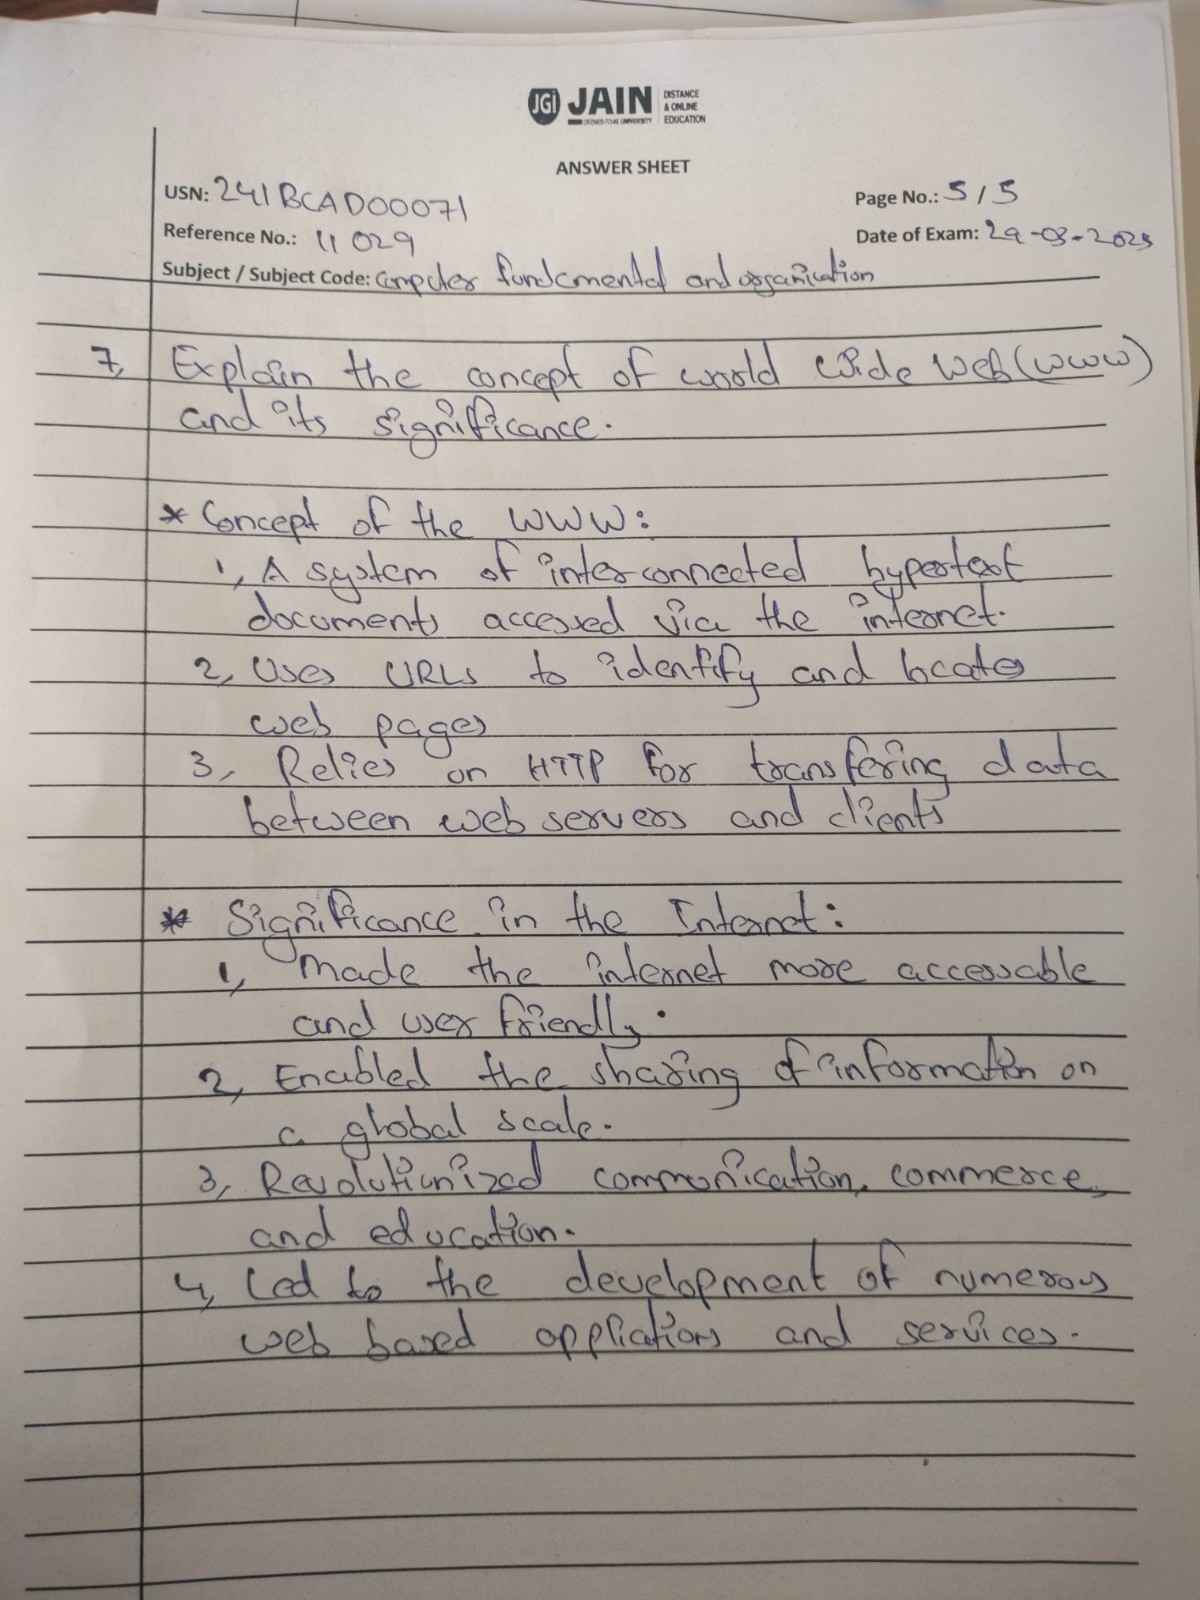 JGi JAIN DISTANCE
& ONLINE
EDUCATION
ANSWER SHEET
USN: 241BCAD00071
Page No.: 5/5
Reference No.: 11029
Date of Exam: 29-03-2025
Subject / Subject Code: Computer fundamental and organication
7, Explain the concept of world wide web (www)
and its significance.
* Concept of the WWW:
1, A system of interconnected hypertext
documents accessed via the internet.
2, Uses URLs to identify and locates
web pages
3, Relies on HTTP for transfering data
between web servers and clients
* Significance in the Internet:
1, made the internet more accessable
and user friendly.
2, Enabled the sharing of information on
a global scale.
3, Revolutionized communication, commerce,
and education.
4, Led to the development of numerous
web based applications and services.